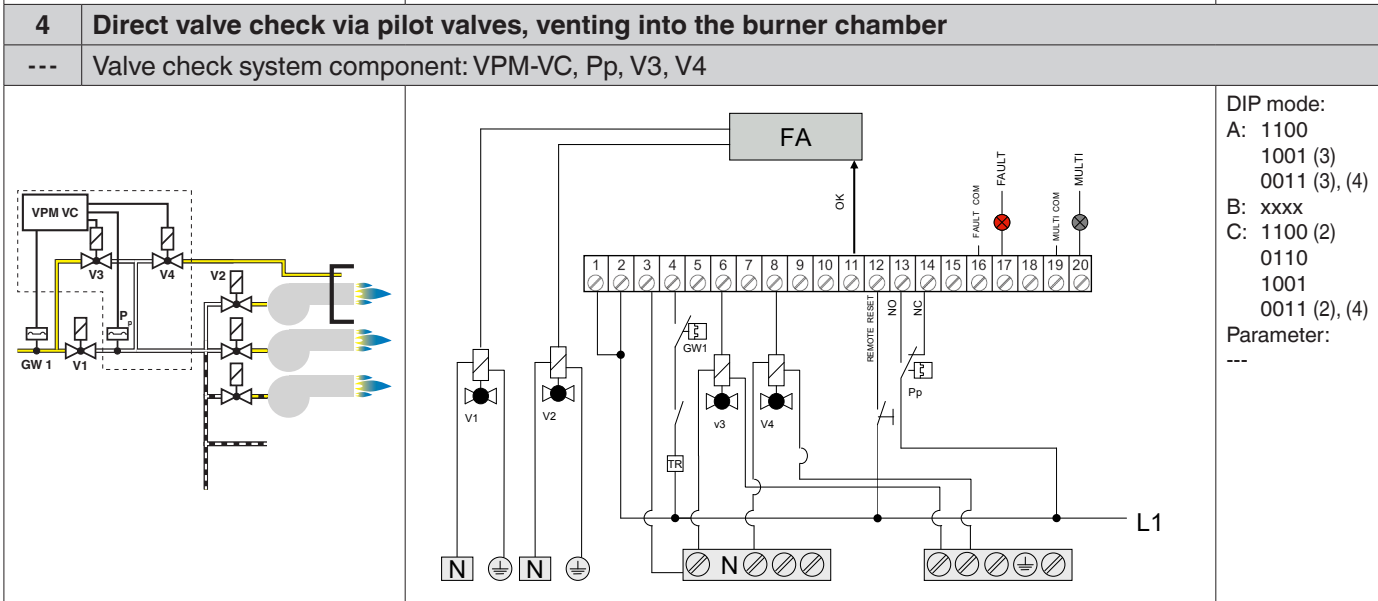 4 Direct valve check via pilot valves, venting into the burner chamber
--- Valve check system component: VPM-VC, Pp, V3, V4
VPM VC
V3
V4
V2
Pp
GW 1
V1
FA
OK
FAULT COM
FAULT
MULTI COM
MULTI
1 2 3 4 5 6 7 8 9 10 11 12 13 14 15 16 17 18 19 20
REMOTE RESET
NO
NC
GW1
Pp
V1
V2
v3
V4
TR
L1
N
N
N
DIP mode:
A: 1100
1001 (3)
0011 (3), (4)
B: xxxx
C: 1100 (2)
0110
1001
0011 (2), (4)
Parameter:
---